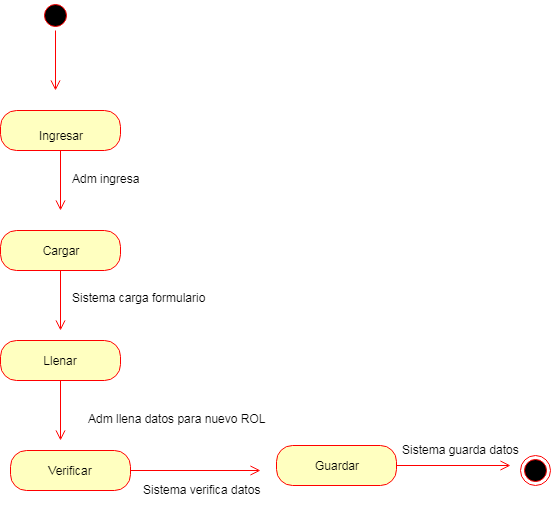 Ingresar
Adm ingresa
Cargar
Sistema carga formulario
Llenar
Adm llena datos para nuevo ROL
Verificar
Sistema verifica datos
Guardar
Sistema guarda datos